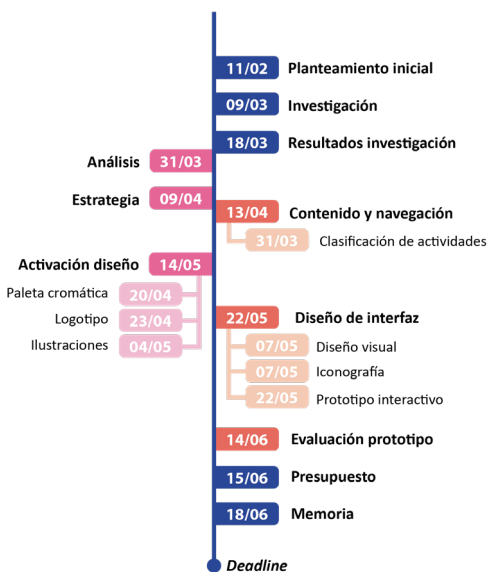 11/02 Planteamiento inicial
09/03 Investigación
18/03 Resultados investigación
Análisis 31/03
Estrategia 09/04
13/04 Contenido y navegación
31/03 Clasificación de actividades
Activación diseño 14/05
Paleta cromática 20/04
Logotipo 23/04
Ilustraciones 04/05
22/05 Diseño de interfaz
07/05 Diseño visual
07/05 Iconografía
22/05 Prototipo interactivo
14/06 Evaluación prototipo
15/06 Presupuesto
18/06 Memoria
Deadline